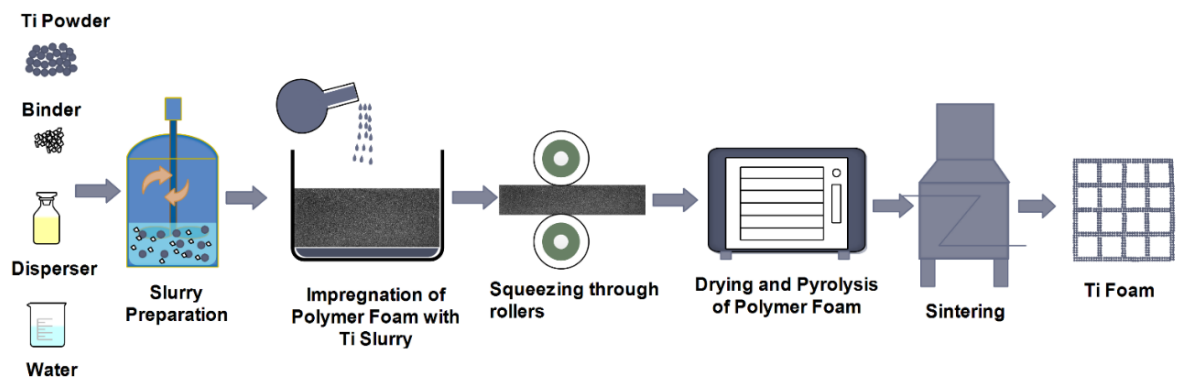 Ti Powder
Binder
Disperser
Water
Slurry
Preparation
Impregnation of
Polymer Foam with
Ti Slurry
Squeezing through
rollers
Drying and Pyrolysis
of Polymer Foam
Sintering
Ti Foam